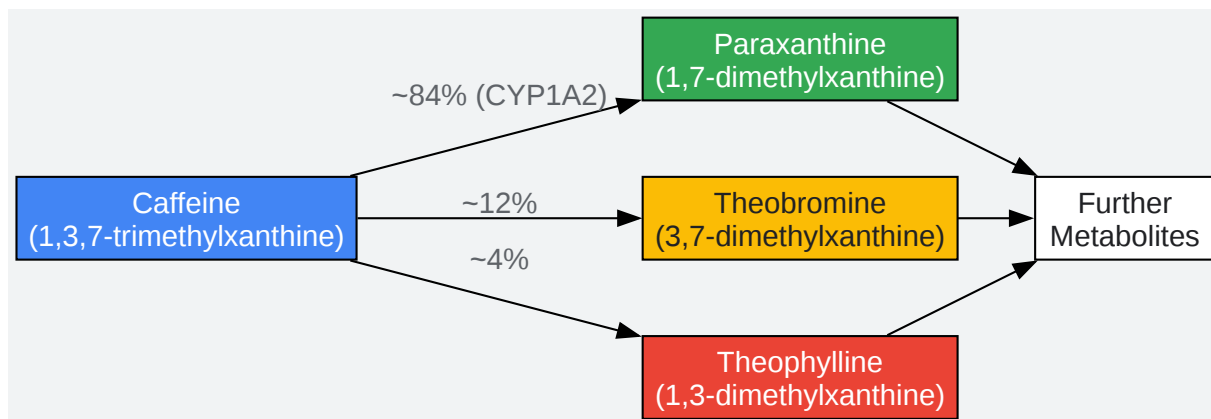 Paraxanthine
(1,7-dimethylxanthine)
~84% (CYP1A2)
Caffeine
(1,3,7-trimethylxanthine)
~12%
Theobromine
(3,7-dimethylxanthine)
Further
Metabolites
~4%
Theophylline
(1,3-dimethylxanthine)